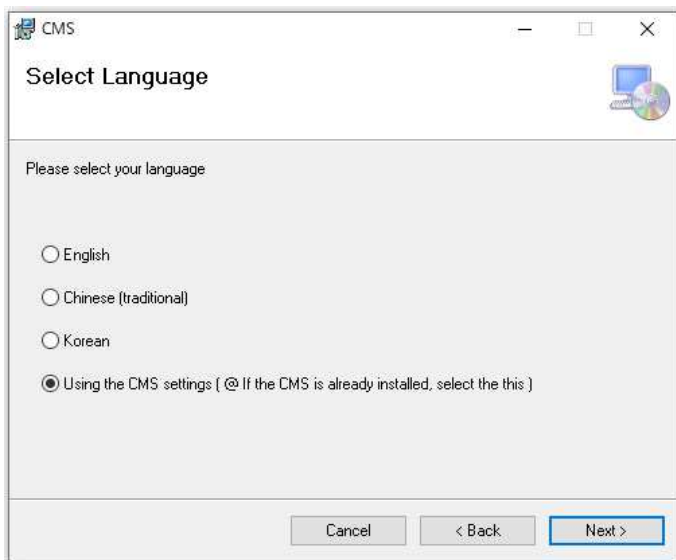 CMS
Select Language
Please select your language
English
Chinese (traditional)
Korean
Using the CMS settings ( @ If the CMS is already installed, select the this )
Cancel
< Back
Next >